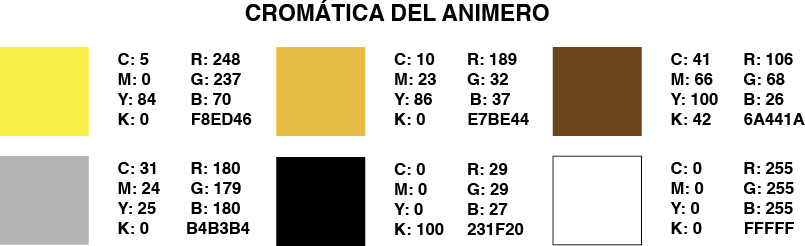 CROMÁTICA DEL ANIMERO
C: 5 R: 248
M: 0 G: 237
Y: 84 B: 70
K: 0 F8ED46
C: 10 R: 189
M: 23 G: 32
Y: 86 B: 37
K: 0 E7BE44
C: 41 R: 106
M: 66 G: 68
Y: 100 B: 26
K: 42 6A441A
C: 31 R: 180
M: 24 G: 179
Y: 25 B: 180
K: 0 B4B3B4
C: 0 R: 29
M: 0 G: 29
Y: 0 B: 27
K: 100 231F20
C: 0 R: 255
M: 0 G: 255
Y: 0 B: 255
K: 0 FFFFF